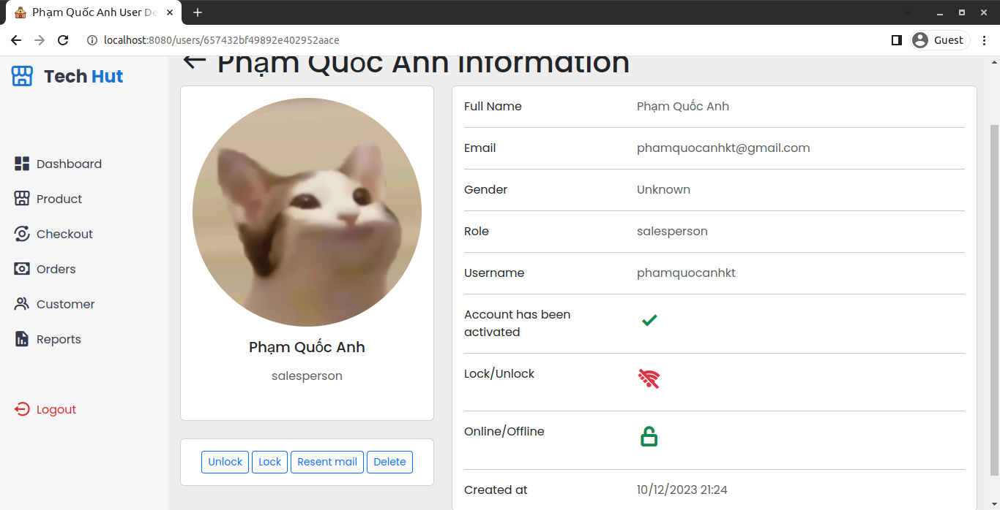 Phạm Quốc Anh User De
localhost:8080/users/657432bf49892e402952aace
Guest
Tech Hut
Dashboard
Product
Checkout
Orders
Customer
Reports
Logout
Phạm Quốc Anh Information
Phạm Quốc Anh
salesperson
Unlock Lock Resent mail Delete
Full Name Phạm Quốc Anh
Email phamquocanhkt@gmail.com
Gender Unknown
Role salesperson
Username phamquocanhkt
Account has been
activated
Lock/Unlock
Online/Offline
Created at 10/12/2023 21:24